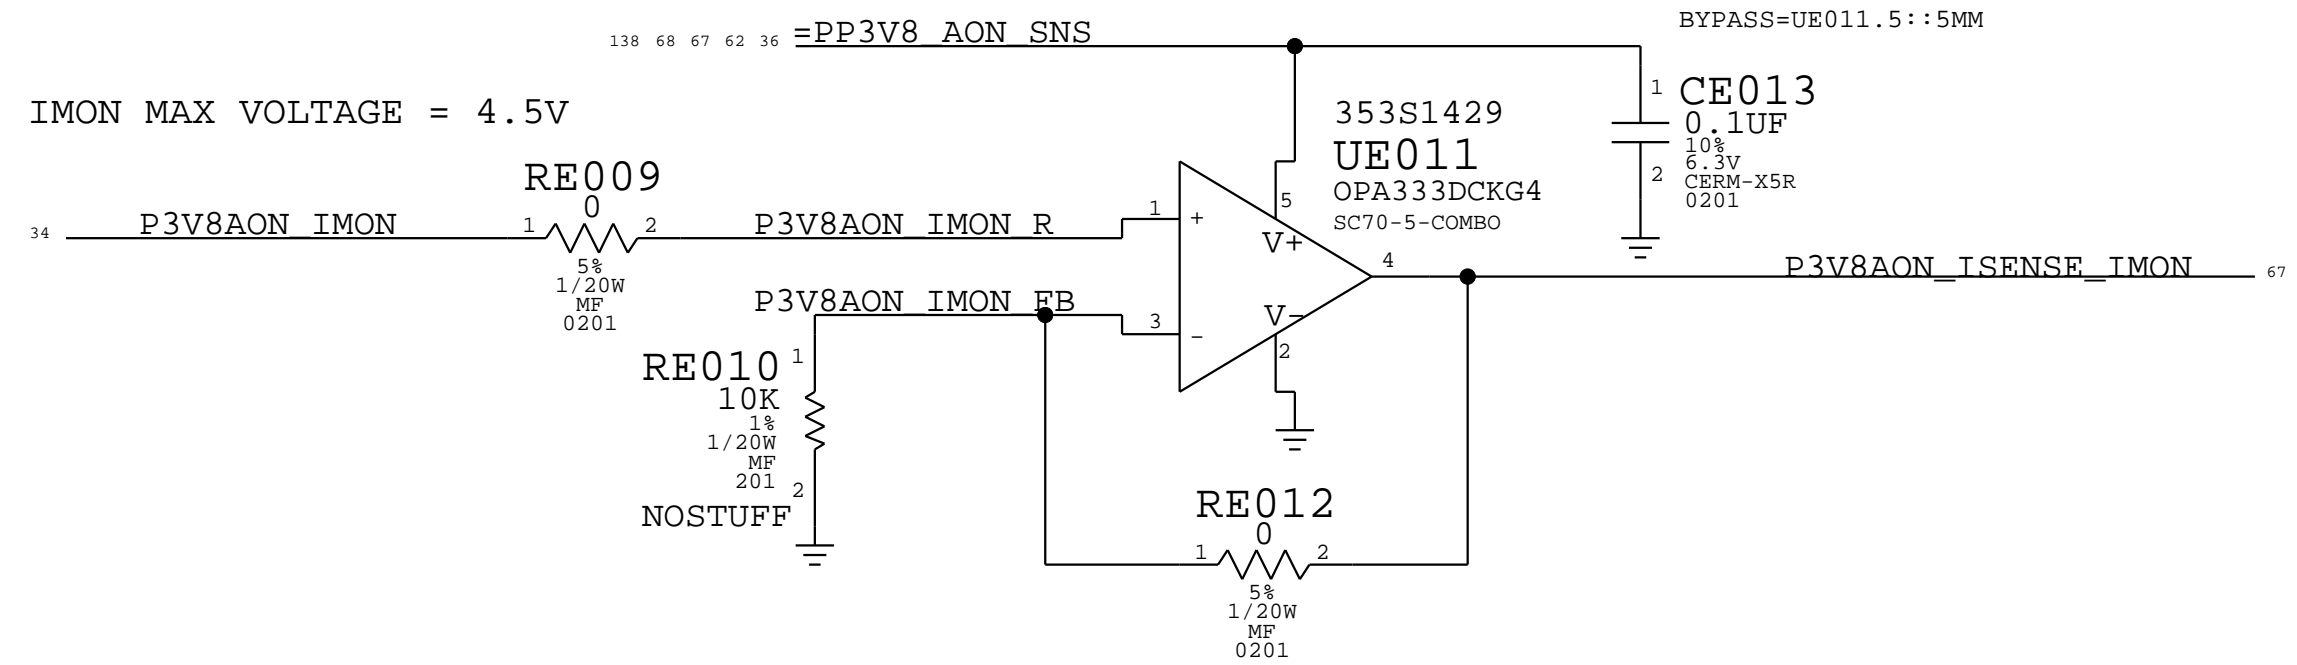 BYPASS=UE011.5::5MM
138 68 67 62 36 =PP3V8_AON_SNS
IMON MAX VOLTAGE = 4.5V
1 CE013
0.1UF
10%
6.3V
2
CERM-X5R
0201
353S1429
UE011
OPA333DCKG4
SC70-5-COMBO
RE009
0
34 P3V8AON_IMON 1 2 P3V8AON_IMON_R 1 +
5%
1/20W
MF
0201
5
V+
4 P3V8AON_ISENSE_IMON 67
P3V8AON_IMON_FB 3 -
V-
2
RE010 1
10K
1%
1/20W
MF
201
2
NOSTUFF
RE012
0
1 2
5%
1/20W
MF
0201